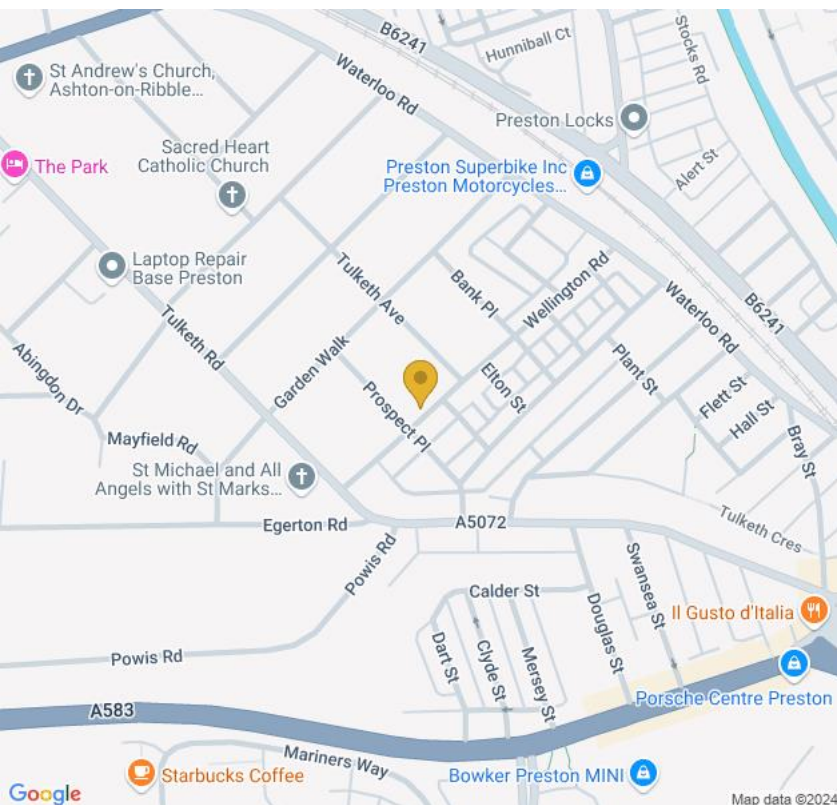 B6241
Hunniball Ct
Stocks Rd
St Andrew's Church,
Ashton-on-Ribble...
Waterloo Rd
Preston Locks
Sacred Heart
Catholic Church
The Park
Preston Superbike Inc
Preston Motorcycles...
Alert St
Laptop Repair
Base Preston
Tulketh Ave
Bank Pl
Wellington Rd
Waterloo Rd
B6241
Tulketh Rd
Garden Walk
Abingdon Dr
Prospect Pl
Elton St
Plant St
Flett St
Hall St
Bray St
Mayfield Rd
St Michael and All
Angels with St Marks...
Egerton Rd
A5072
Tulketh Cres
Powis Rd
Swansea St
Calder St
Douglas St
Il Gusto d'Italia
Dart St
Clyde St
Mersey St
Powis Rd
Porsche Centre Preston
A583
Mariners Way
Starbucks Coffee
Bowker Preston MINI
Google
Map data ©2024